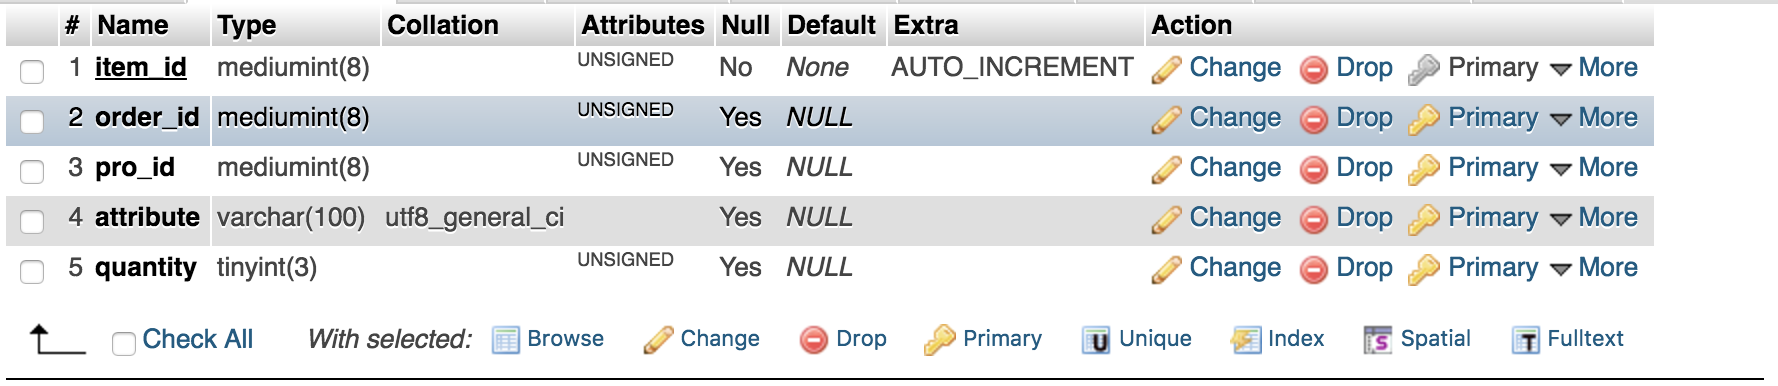 # Name Type Collation Attributes Null Default Extra Action
1 item_id mediumint(8) UNSIGNED No None AUTO_INCREMENT Change Drop Primary More
2 order_id mediumint(8) UNSIGNED Yes NULL Change Drop Primary More
3 pro_id mediumint(8) UNSIGNED Yes NULL Change Drop Primary More
4 attribute varchar(100) utf8_general_ci Yes NULL Change Drop Primary More
5 quantity tinyint(3) UNSIGNED Yes NULL Change Drop Primary More
Check All With selected: Browse Change Drop Primary U Unique Index S Spatial T Fulltext